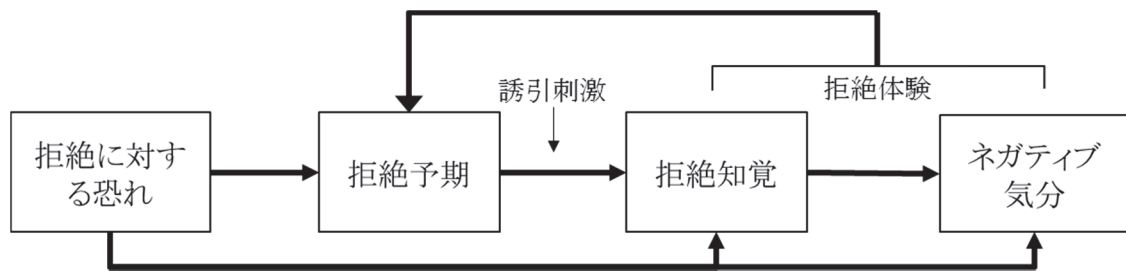 誘引刺激
拒絶体験
拒絶に対す
る恐れ
拒絶予期
拒絶知覚
ネガティブ
気分